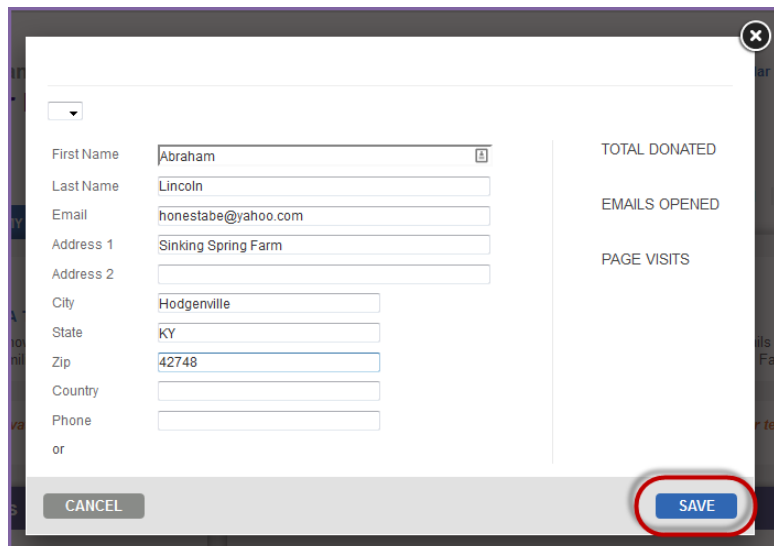 First Name Abraham
Last Name Lincoln
Email honestabe@yahoo.com
Address 1 Sinking Spring Farm
Address 2
City Hodgenville
State KY
Zip 42748
Country
Phone
or
TOTAL DONATED
EMAILS OPENED
PAGE VISITS
CANCEL
SAVE